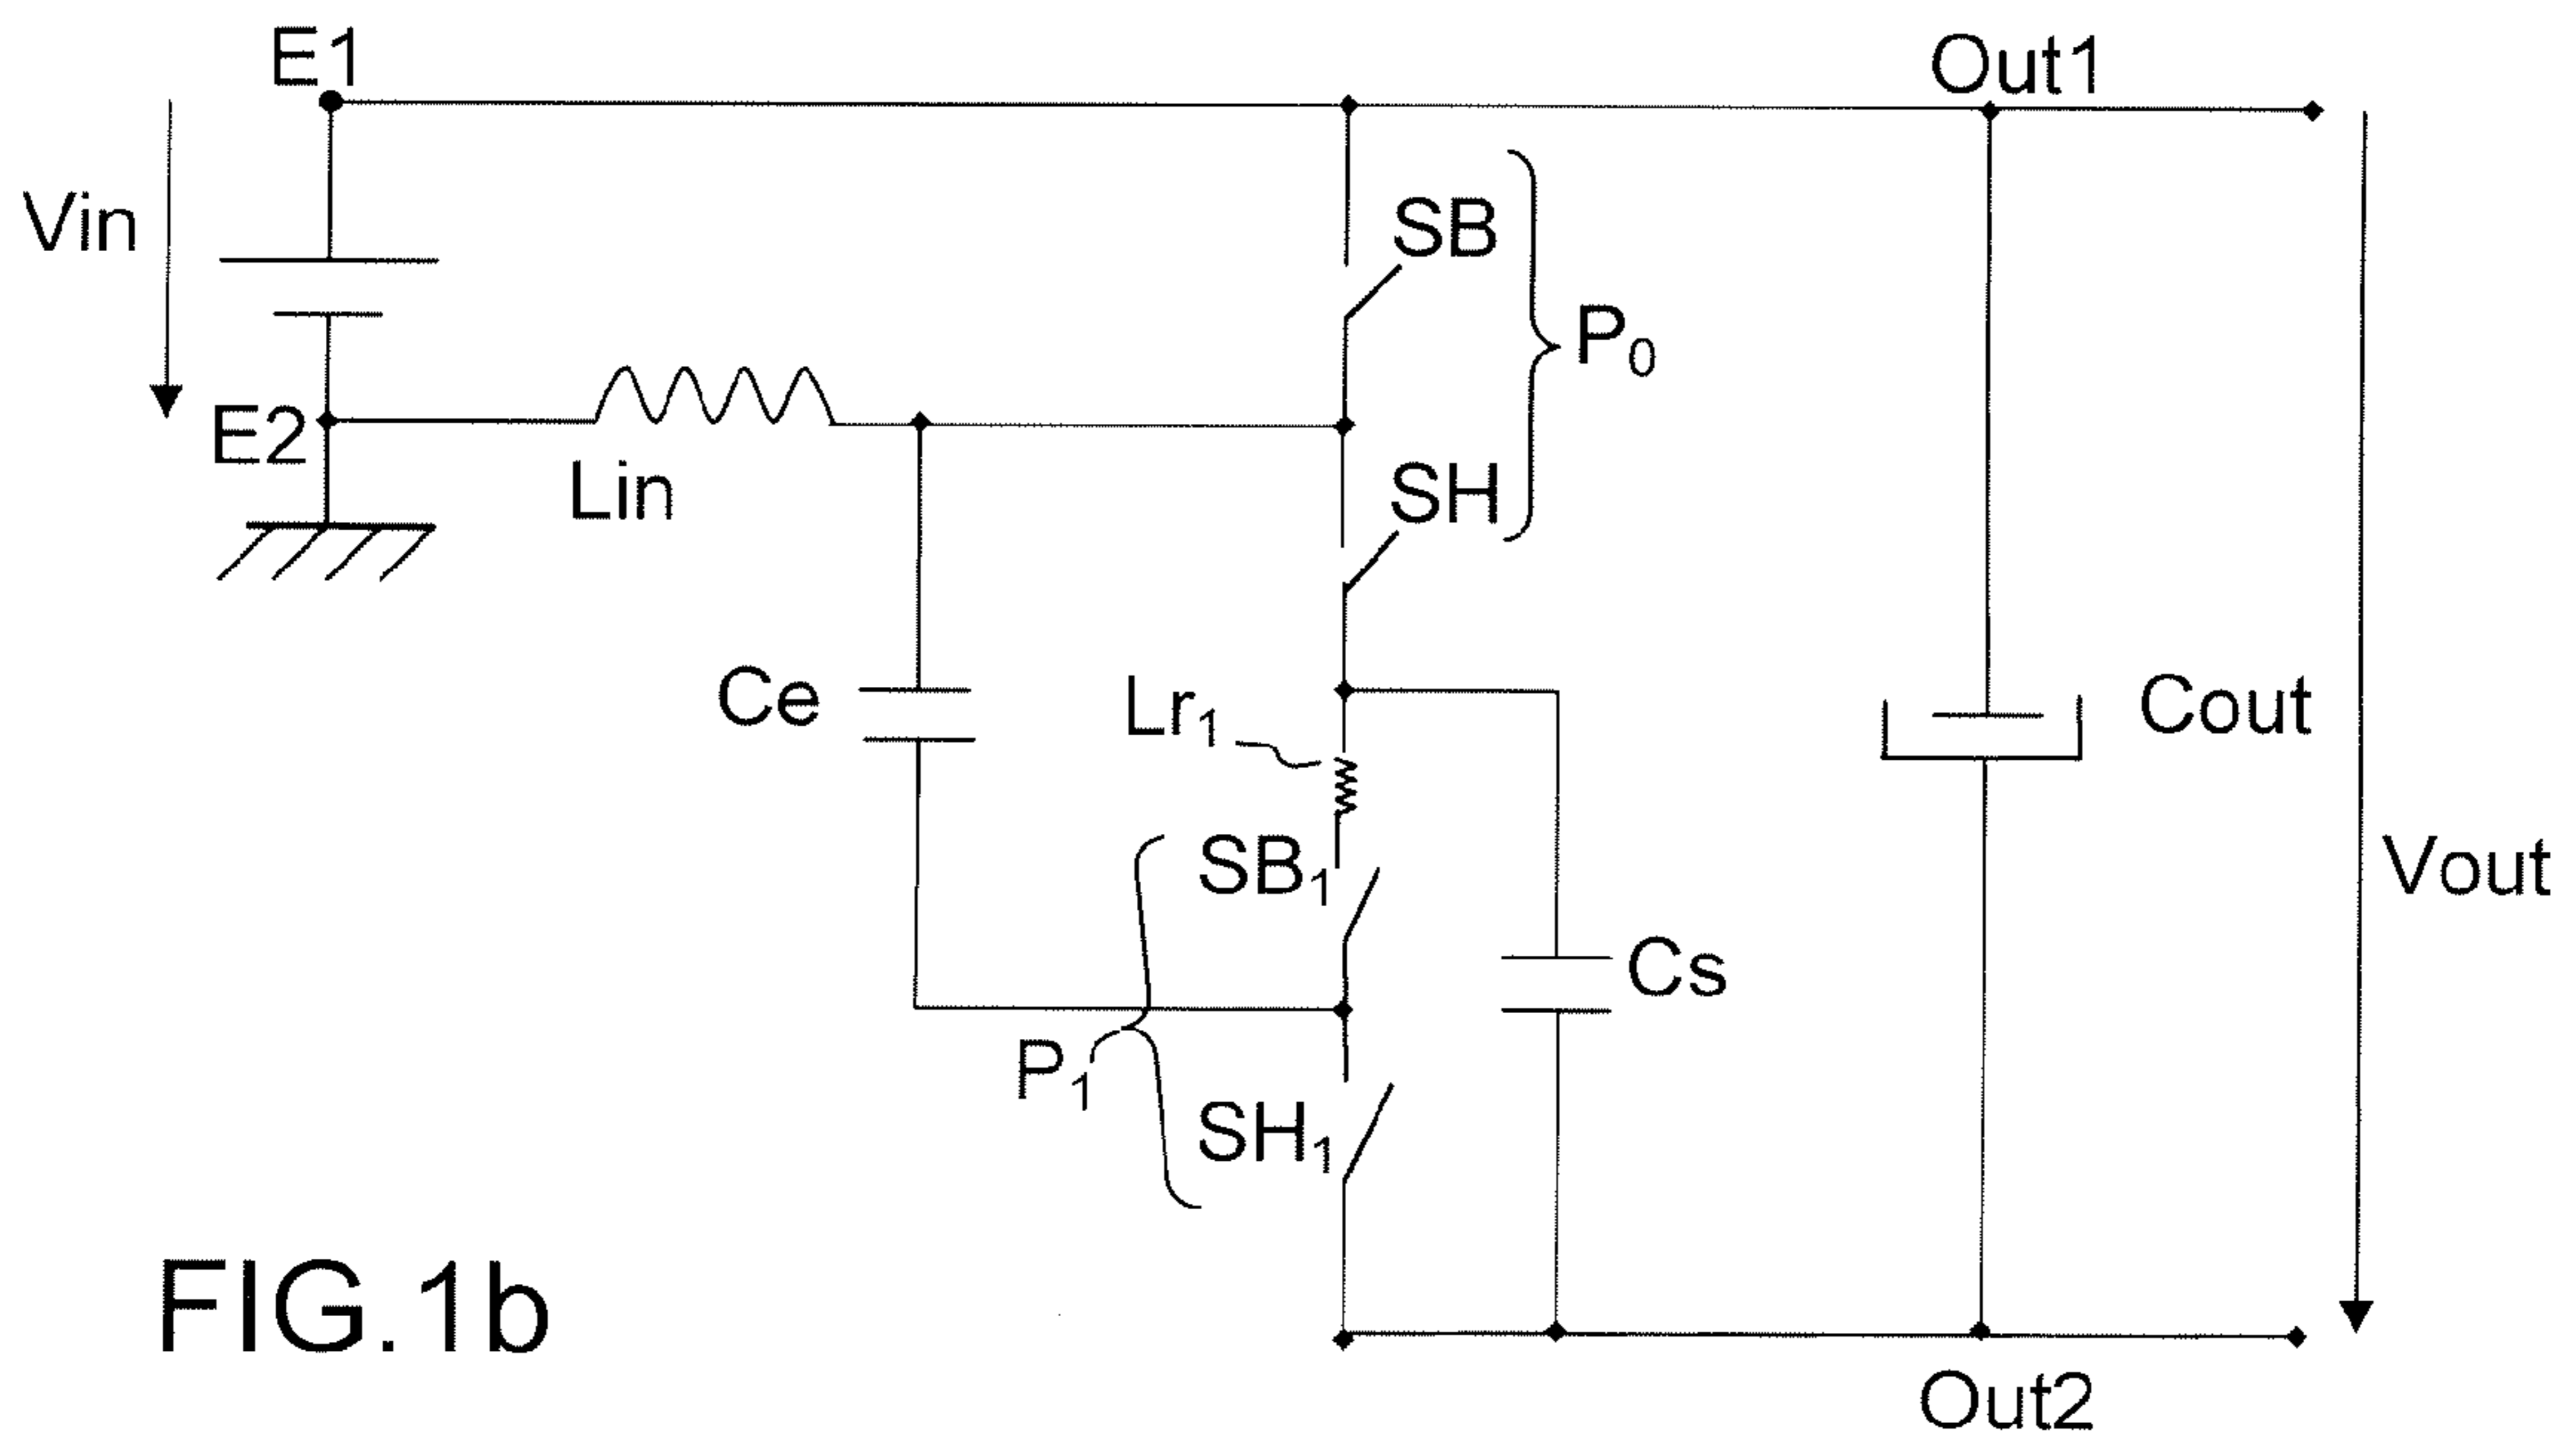 E1
Out1
Vin
SB
P0
E2
Lin
SH
Ce
Lr1
Cout
SB1
Vout
Cs
P1
SH1
FIG.1b
Out2